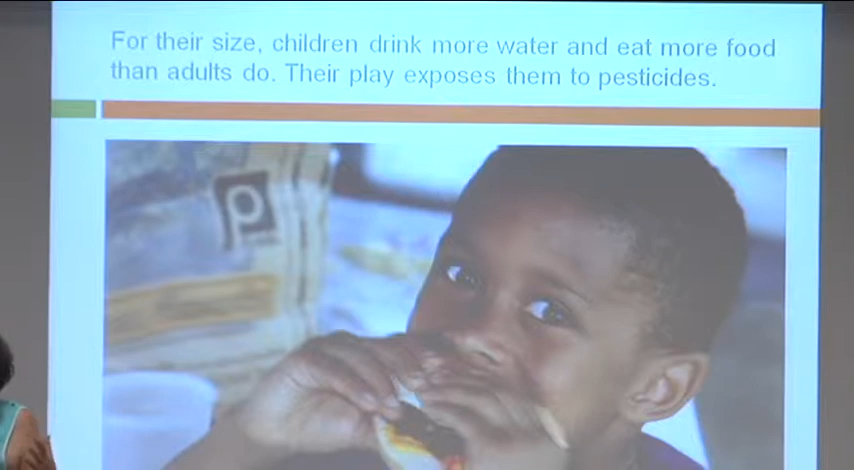 For their size, children drink more water and eat more food
than adults do. Their play exposes them to pesticides.
P